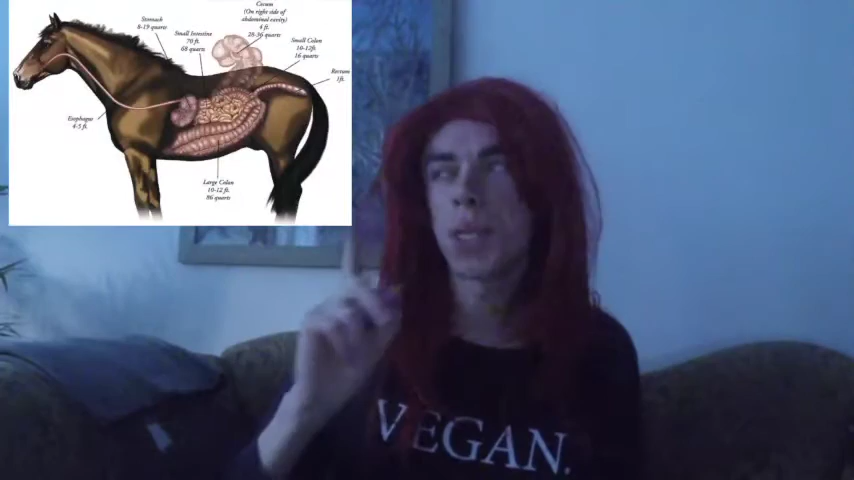 Stomach
8-19 quarts
Small Intestine
70 ft.
68 quarts
Cecum
(On right side of
abdominal cavity)
4 ft.
28-36 quarts
Small Colon
10-12ft
16 quarts
Rectum
1ft.
Esophagus
4-5 ft.
Large Colon
10-12 ft.
86 quarts
VEGAN.